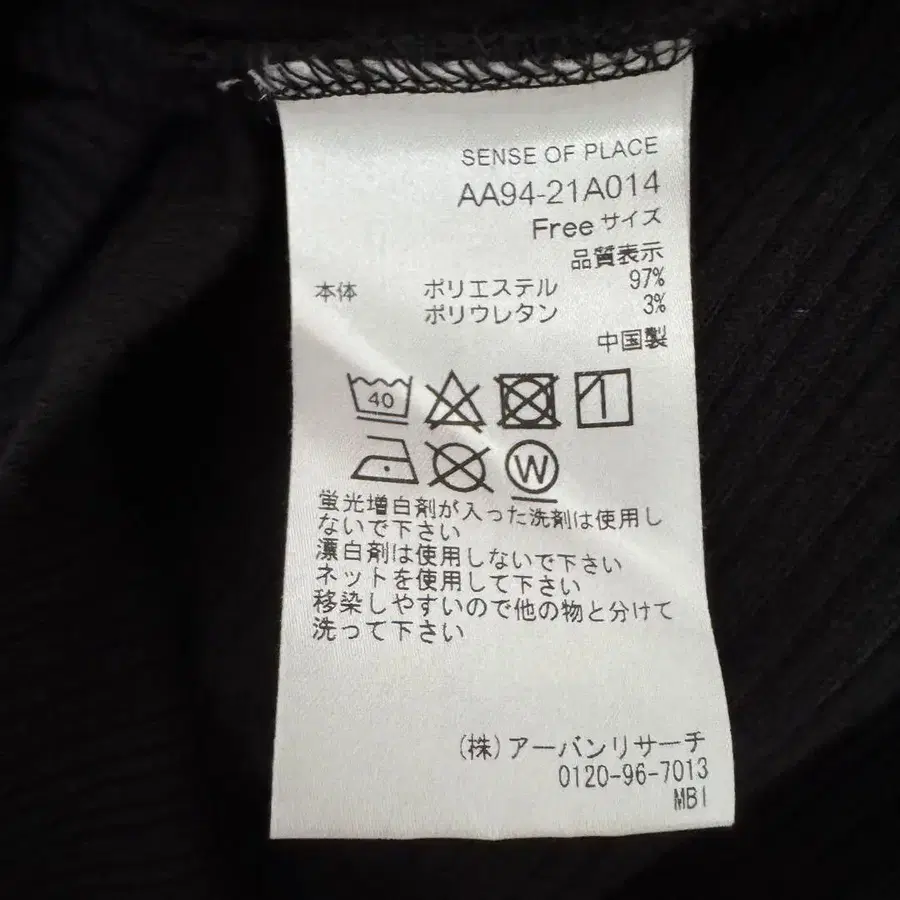 SENSE OF PLACE
AA94-21A014
Freeサイズ
品質表示
本体 ポリエステル 97%
ポリウレタン 3%
中国製
40
W
蛍光増白剤が入った洗剤は使用し
ないで下さい
漂白剤は使用しないで下さい
ネットを使用して下さい
移染しやすいので他の物と分けて
洗って下さい
(株)アーバンリサーチ
0120-96-7013
MBI